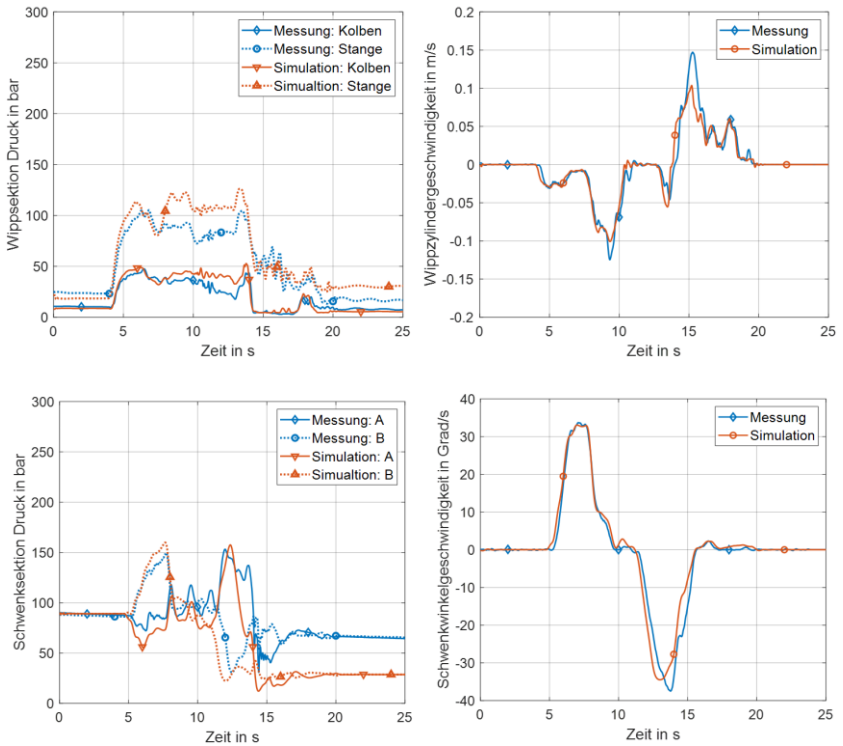 300
250
200
150
100
50
0
0
5
10
15
20
25
Wippsektion Druck in bar
Zeit in s
Messung: Kolben
Messung: Stange
Simulation: Kolben
Simualtion: Stange
0.2
0.15
0.1
0.05
0
-0.05
-0.1
-0.15
-0.2
0
5
10
15
20
25
Wippzylindergeschwindigkeit in m/s
Zeit in s
Messung
Simulation
300
250
200
150
100
50
0
0
5
10
15
20
25
Schwenksektion Druck in bar
Zeit in s
Messung: A
Messung: B
Simulation: A
Simualtion: B
40
30
20
10
0
-10
-20
-30
-40
0
5
10
15
20
25
Schwenkwinkelgeschwindigkeit in Grad/s
Zeit in s
Messung
Simulation